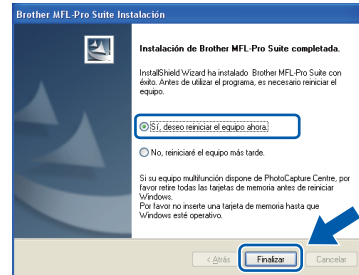 Brother MFL-Pro Suite Instalación
Instalación de Brother MFL-Pro Suite completada.
InstallShield Wizard ha instalado Brother MFL-Pro Suite con
éxito. Antes de utilizar el programa, es necesario reiniciar el
equipo.
Sí, deseo reiniciar el equipo ahora.
No, reiniciaré el equipo más tarde.
Si su equipo multifunción dispone de PhotoCapture Centre, por
favor retire todas las tarjetas de memoria antes de reiniciar
Windows.
Por favor no inserte una tarjeta de memoria hasta que
Windows esté operativo.
< Atrás
Finalizar
Cancelar